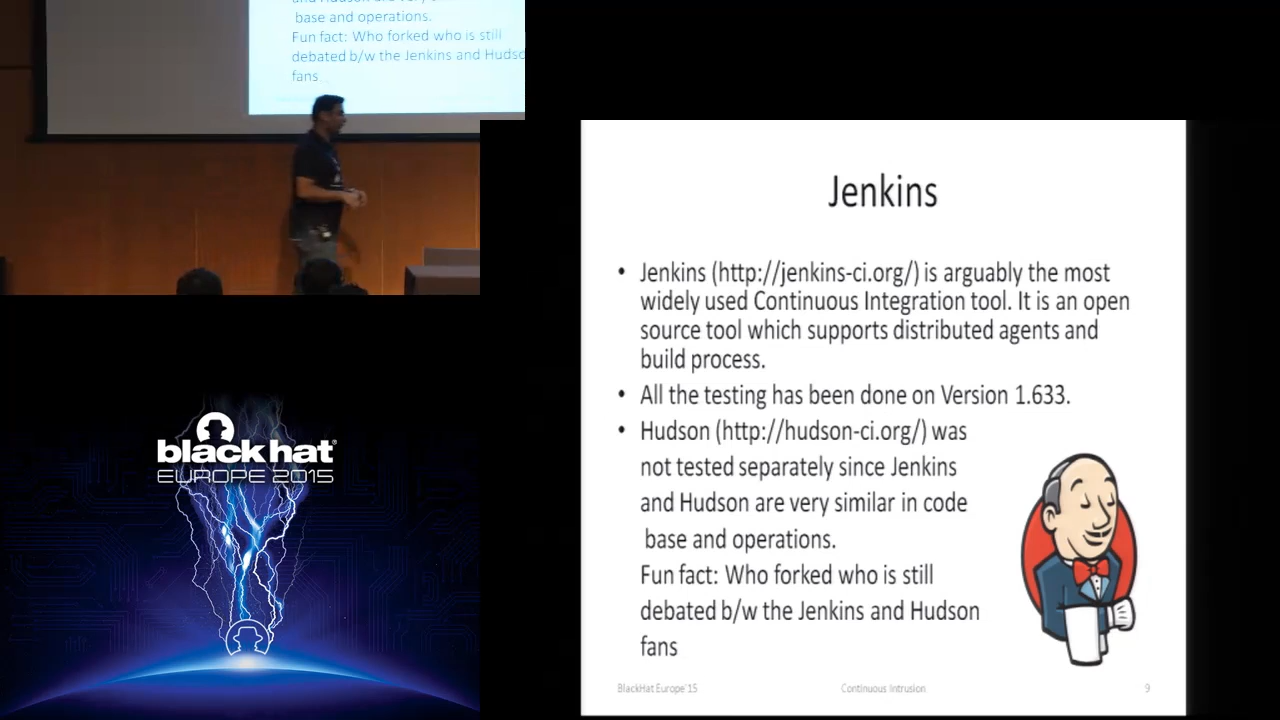 and Hudson are very
base and operations.
Fun fact: Who forked who is still
debated b/w the Jenkins and Hudso
fans
black hat
EUROPE 2015
Jenkins
• Jenkins (http://jenkins-ci.org/) is arguably the most
widely used Continuous Integration tool. It is an open
source tool which supports distributed agents and
build process.
• All the testing has been done on Version 1.633.
• Hudson (http://hudson-ci.org/) was
not tested separately since Jenkins
and Hudson are very similar in code
base and operations.
Fun fact: Who forked who is still
debated b/w the Jenkins and Hudson
fans
BlackHat Europe'15
Continuous Intrusion
9